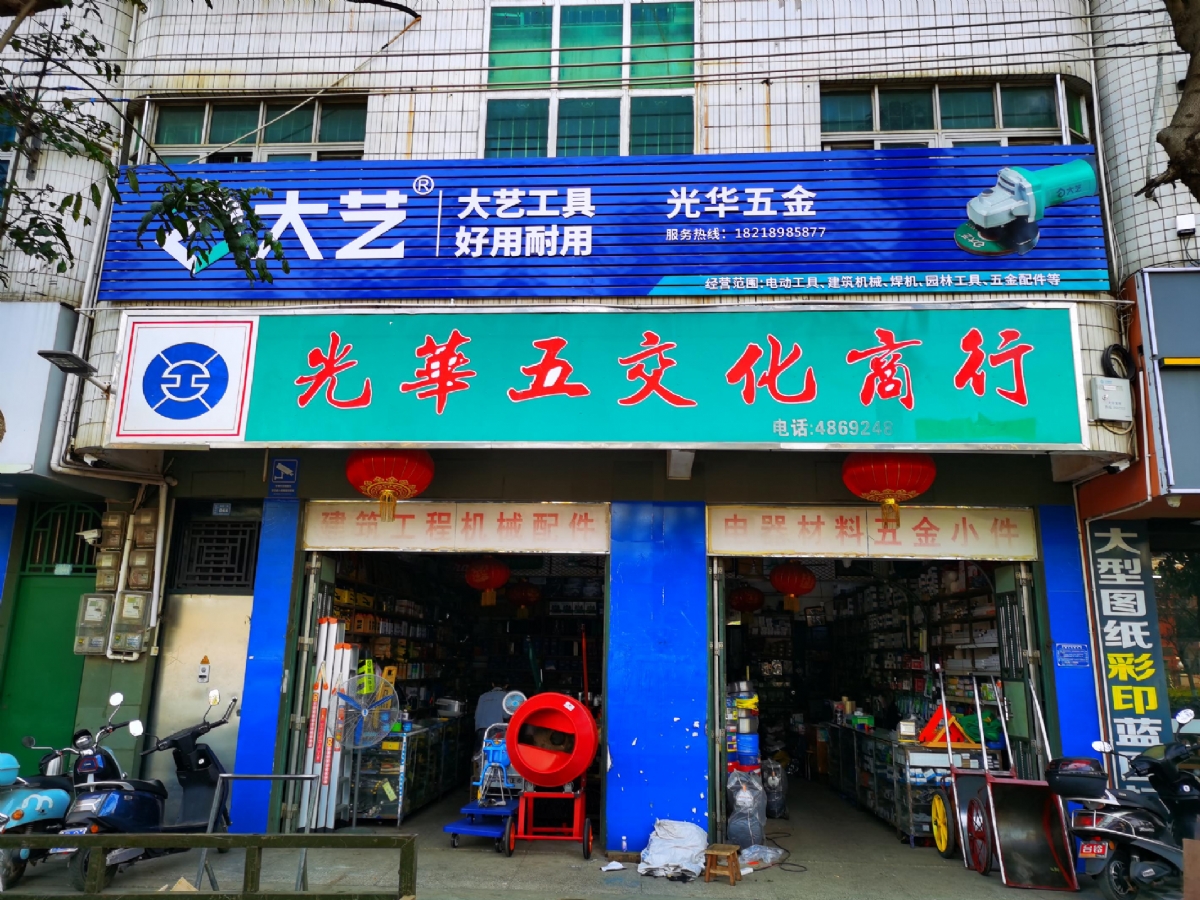 大艺®
大艺工具
好用耐用
光华五金
服务热线：18218985877
经营范围：电动工具、建筑机械、焊机、园林工具、五金配件等
光華五交化商行
电话:4869248
建筑工程机械配件
电器材料五金小件
大型图纸彩印蓝